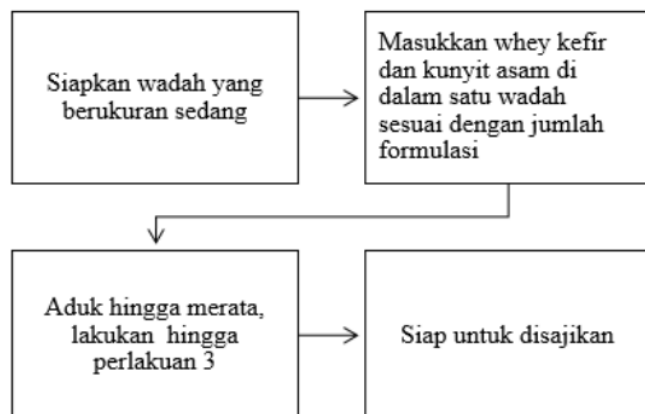 Siapkan wadah yang
berukuran sedang
Masukkan whey kefir
dan kunyit asam di
dalam satu wadah
sesuai dengan jumlah
formulasi
Aduk hingga merata,
lakukan hingga
perlakuan 3
Siap untuk disajikan